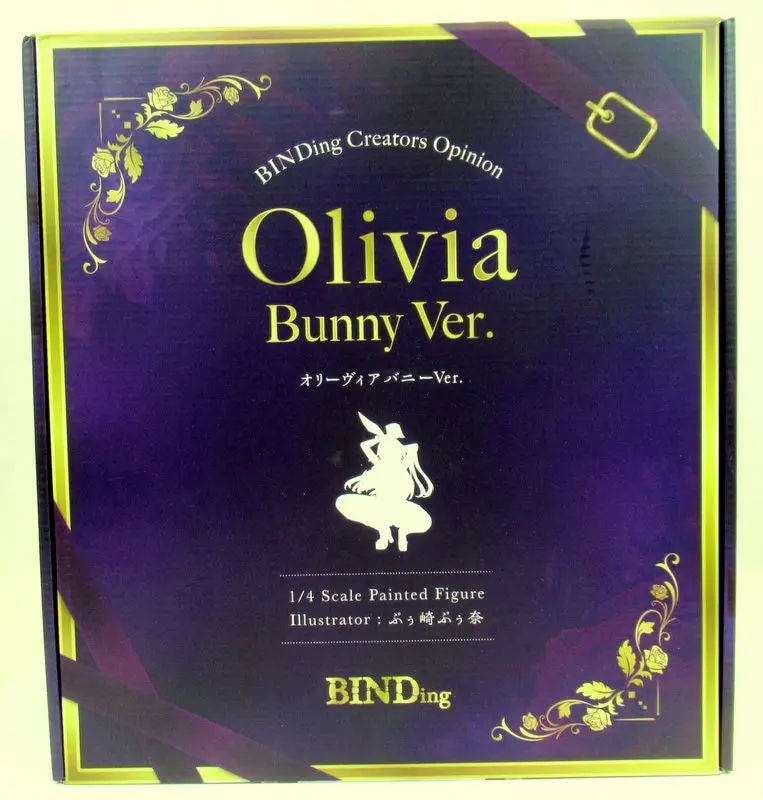 BINDing Creators Opinion
Olivia
Bunny Ver.
オリーヴィア バニーVer.
1/4 Scale Painted Figure
Illustrator : ぷぅ崎ぷぅ奈
BINDing